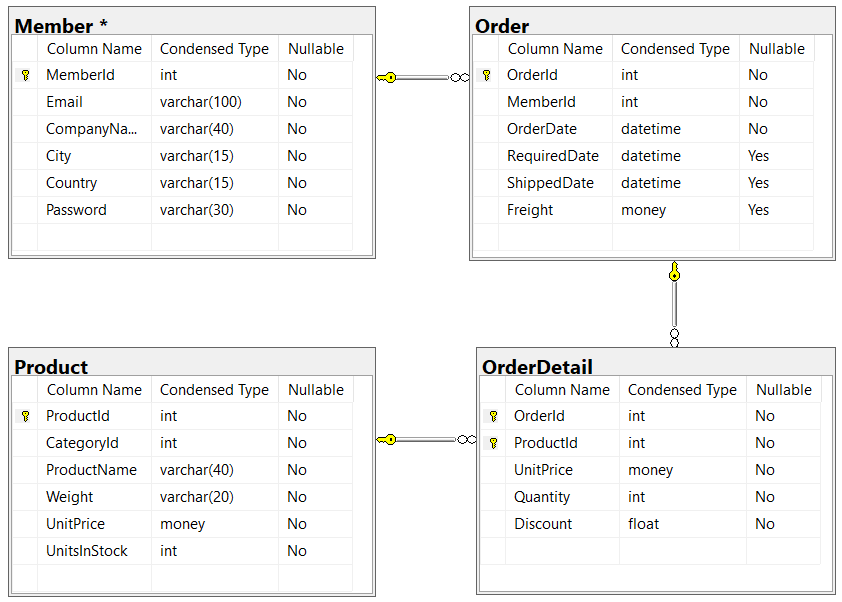 Member *
Column Name Condensed Type Nullable
MemberId int No
Email varchar(100) No
CompanyNa... varchar(40) No
City varchar(15) No
Country varchar(15) No
Password varchar(30) No
Order
Column Name Condensed Type Nullable
OrderId int No
MemberId int No
OrderDate datetime No
RequiredDate datetime Yes
ShippedDate datetime Yes
Freight money Yes
Product
Column Name Condensed Type Nullable
ProductId int No
CategoryId int No
ProductName varchar(40) No
Weight varchar(20) No
UnitPrice money No
UnitsInStock int No
OrderDetail
Column Name Condensed Type Nullable
OrderId int No
ProductId int No
UnitPrice money No
Quantity int No
Discount float No